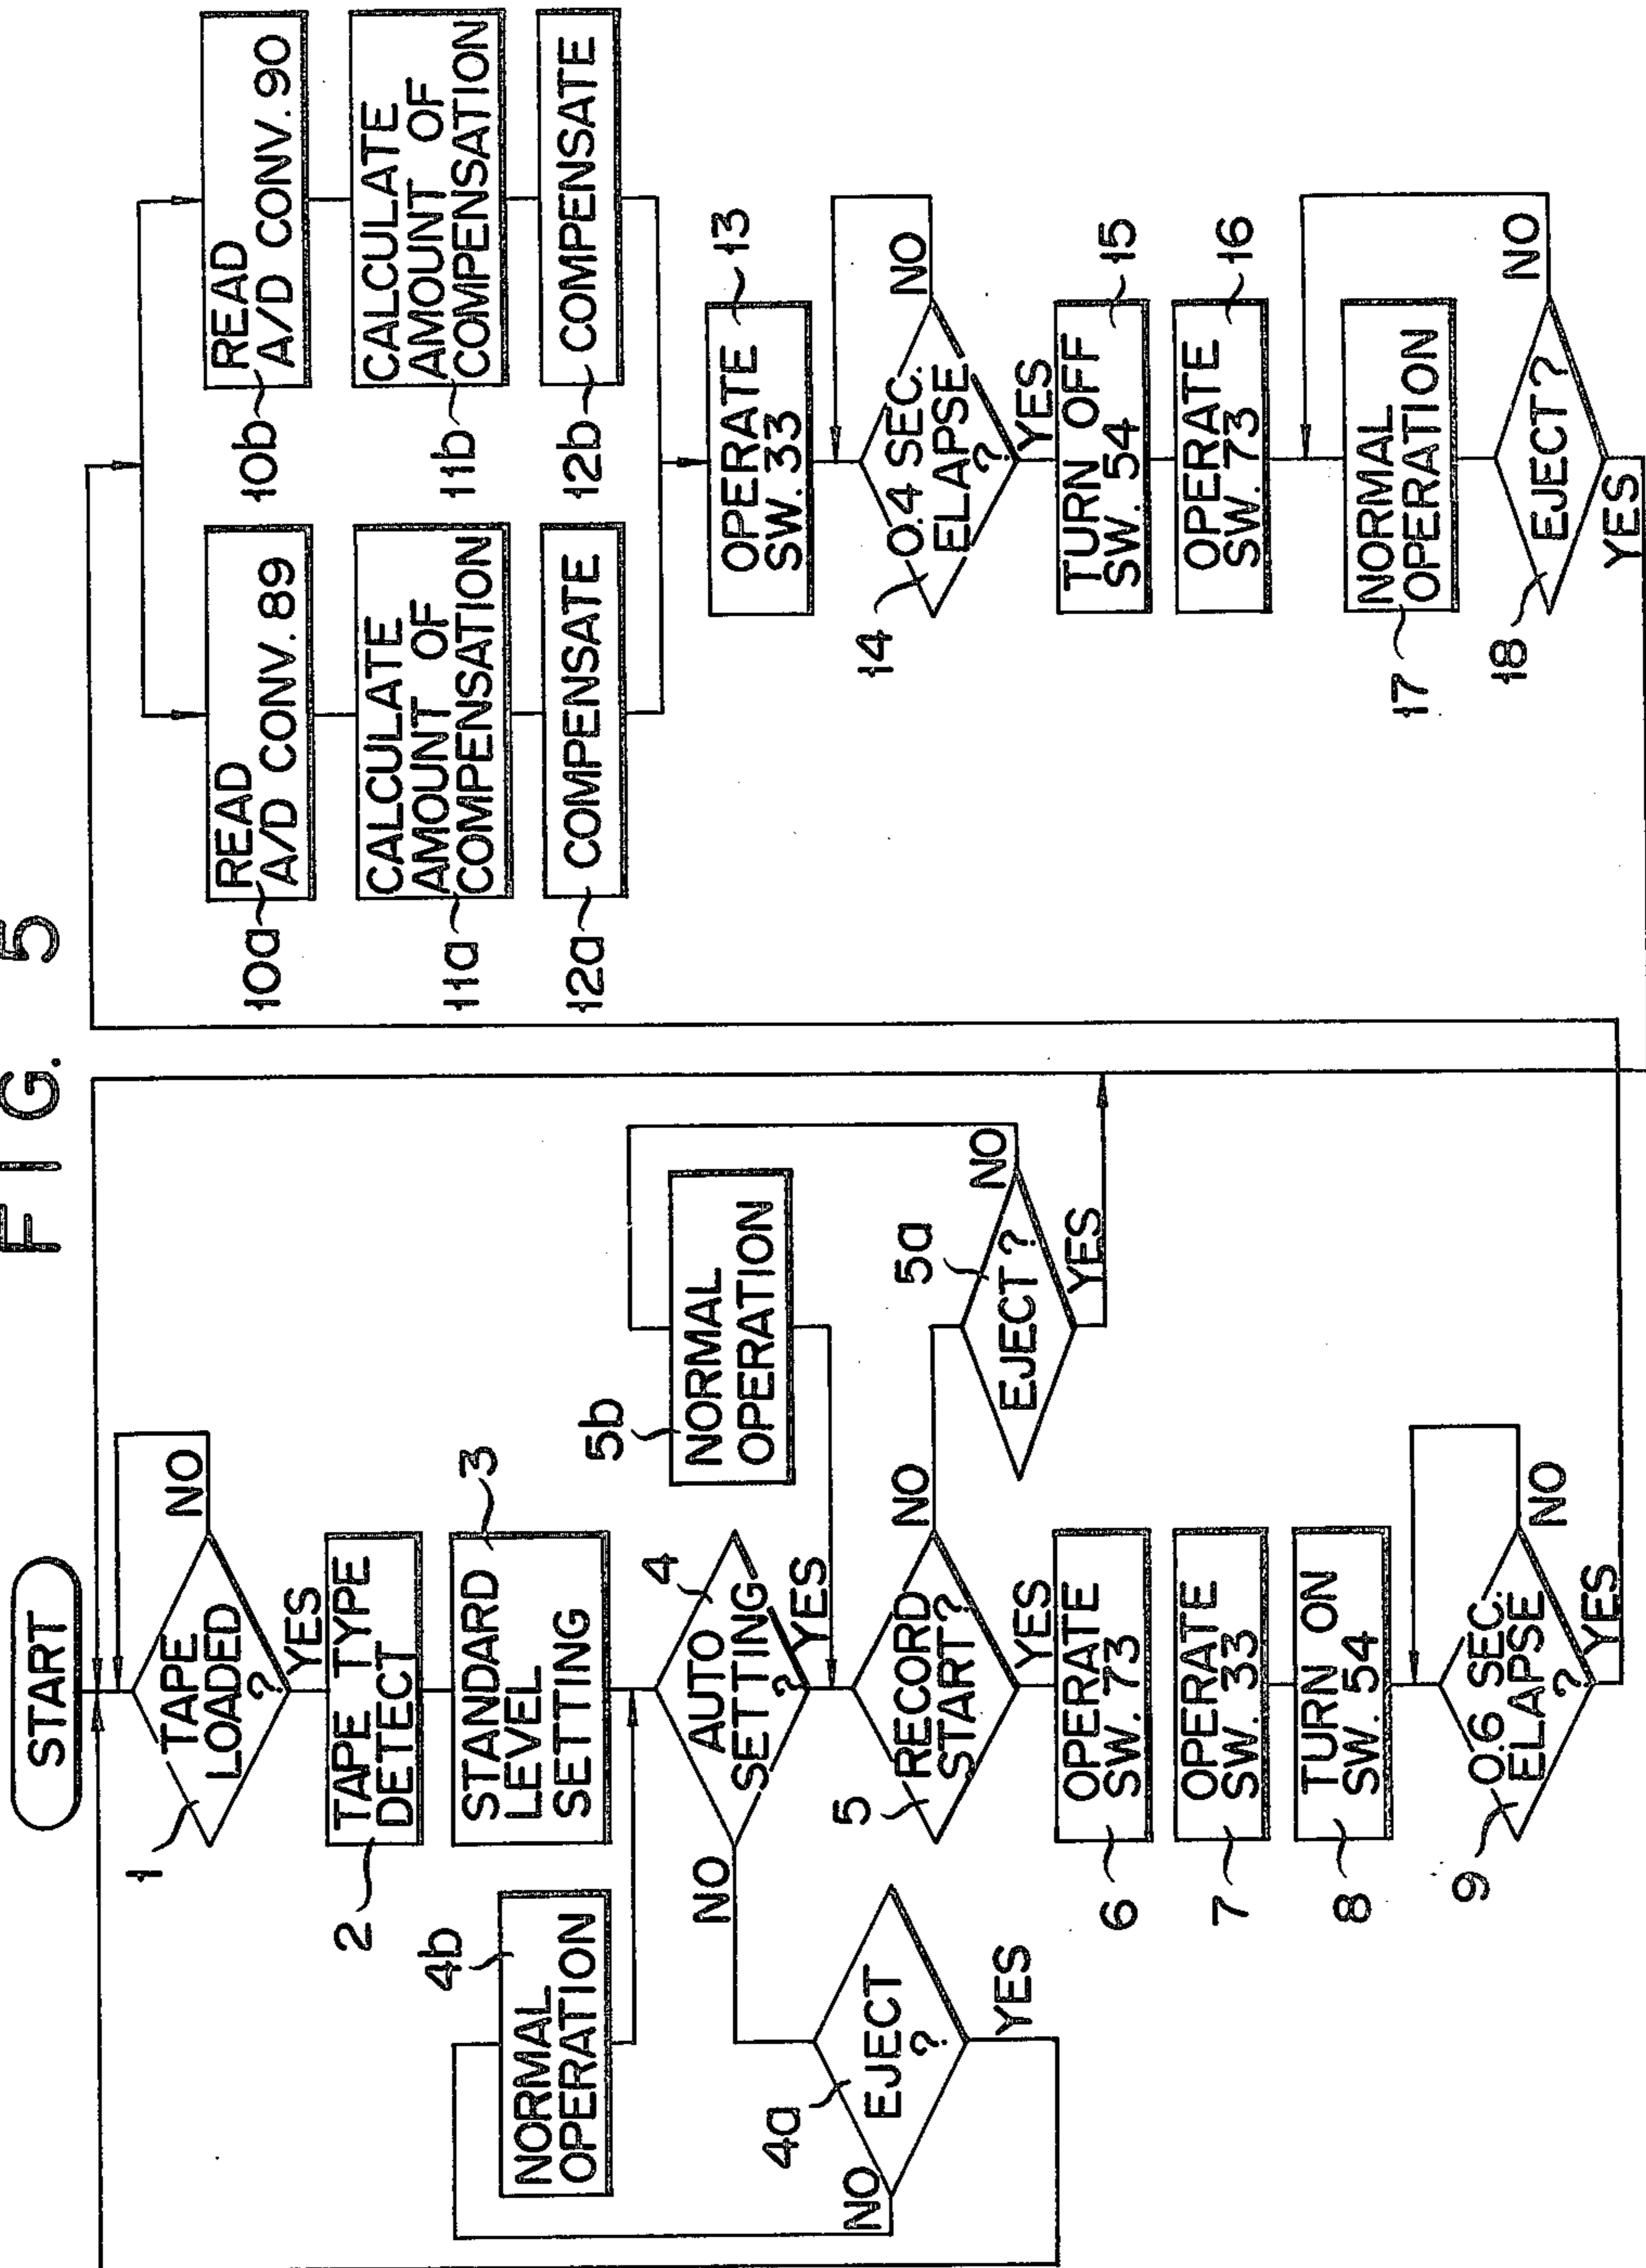 F I G. 5
START
1
TAPE
LOADED
?
NO
YES
2
TAPE TYPE
DETECT
3
STANDARD
LEVEL
SETTING
4b
NORMAL
OPERATION
4
AUTO
SETTING
?
NO
YES
4a
EJECT
?
NO
YES
5b
NORMAL
OPERATION
5
RECORD
START?
NO
YES
5a
EJECT?
NO
YES
6
OPERATE
SW. 73
7
OPERATE
SW. 33
8
TURN ON
SW. 54
9
0.6 SEC.
ELAPSE
?
NO
YES
10a
READ
A/D CONV. 89
10b
READ
A/D CONV. 90
11a
CALCULATE
AMOUNT OF
COMPENSATION
11b
CALCULATE
AMOUNT OF
COMPENSATION
12a
COMPENSATE
12b
COMPENSATE
13
OPERATE
SW. 33
14
0.4 SEC.
ELAPSE
?
NO
YES
15
TURN OFF
SW. 54
16
OPERATE
SW. 73
17
NORMAL
OPERATION
18
EJECT?
NO
YES